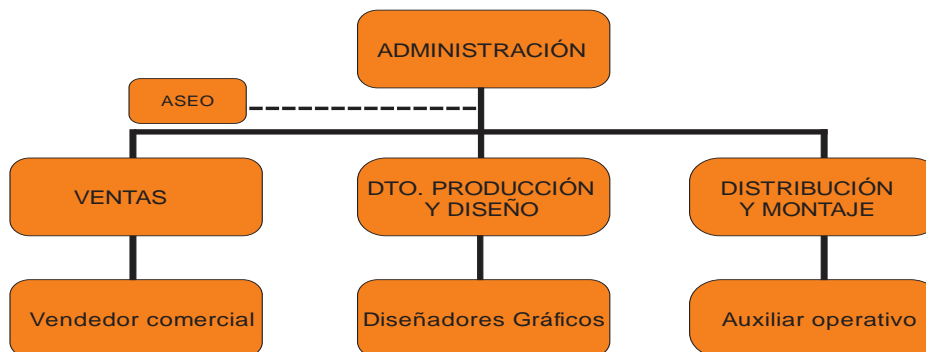 ADMINISTRACIÓN
ASEO
VENTAS
DTO. PRODUCCIÓN
Y DISEÑO
DISTRIBUCIÓN
Y MONTAJE
Vendedor comercial
Diseñadores Gráficos
Auxiliar operativo